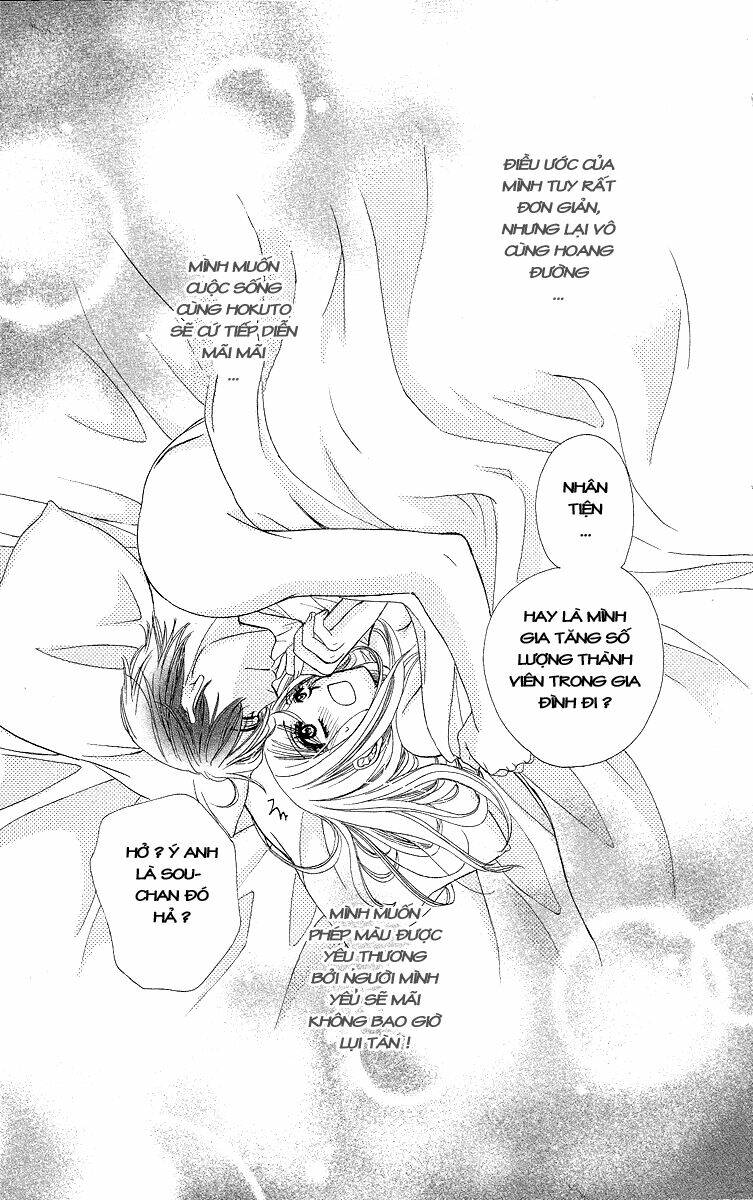 ĐIỀU ƯỚC CỦA
MÌNH TUY RẤT
ĐƠN GIẢN,
NHƯNG LẠI VÔ
CÙNG HOANG
ĐƯỜNG
...
MÌNH MUỐN
CUỘC SỐNG
CÙNG HOKUTO
SẼ CỨ TIẾP DIỄN
MÃI MÃI
...
NHÂN
TIỆN
...
HAY LÀ MÌNH
GIA TĂNG SỐ
LƯỢNG THÀNH
VIÊN TRONG GIA
ĐÌNH ĐI ?
HỞ ? Ý ANH
LÀ SOU-
CHAN ĐÓ
HẢ ?
MÌNH MUỐN
PHÉP MÀU ĐƯỢC
YÊU THƯƠNG
BỞI NGƯỜI MÌNH
YÊU SẼ MÃI
KHÔNG BAO GIỜ
LỤI TÀN !